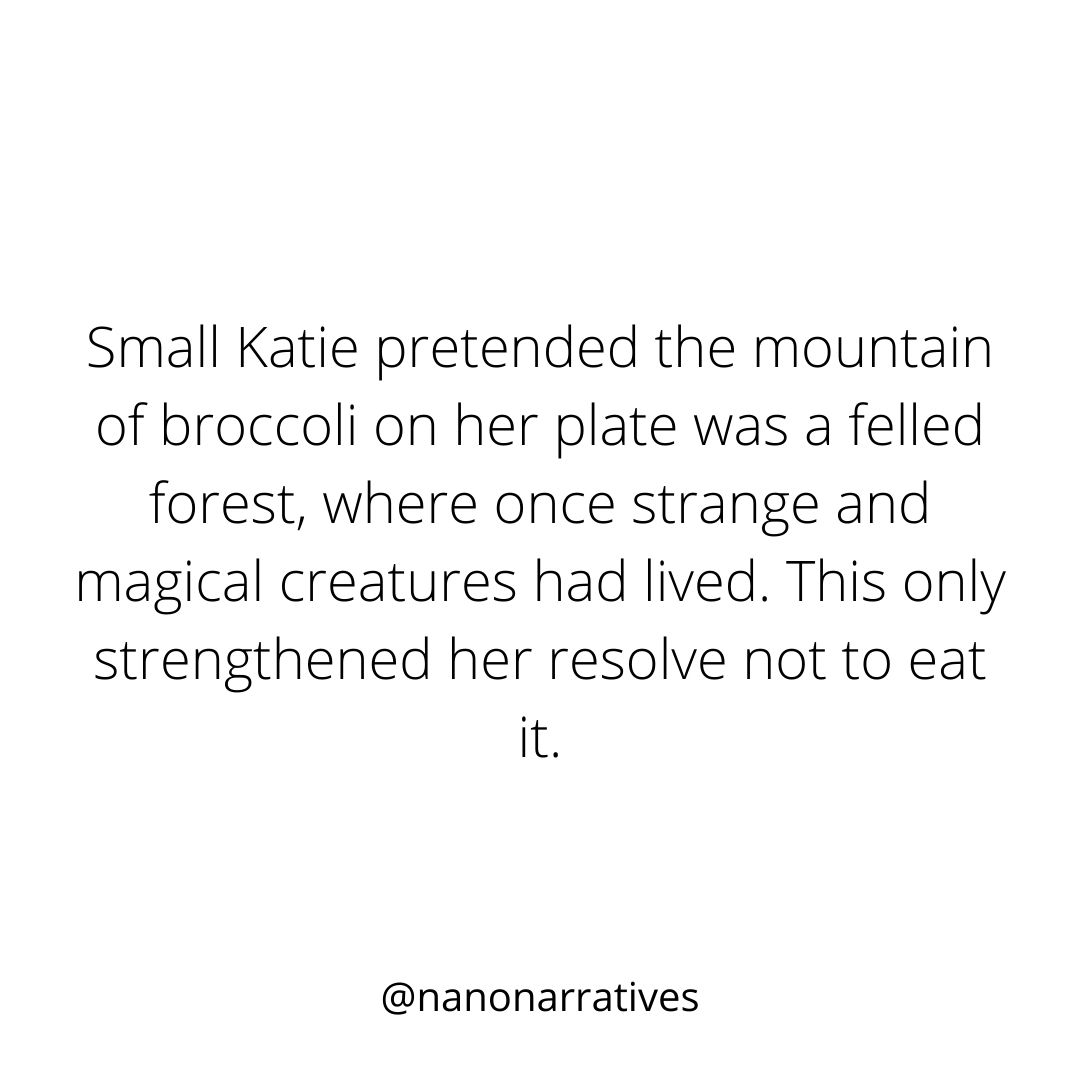 Small Katie pretended the mountain
of broccoli on her plate was a felled
forest, where once strange and
magical creatures had lived. This only
strengthened her resolve not to eat
it.
@nanonarratives